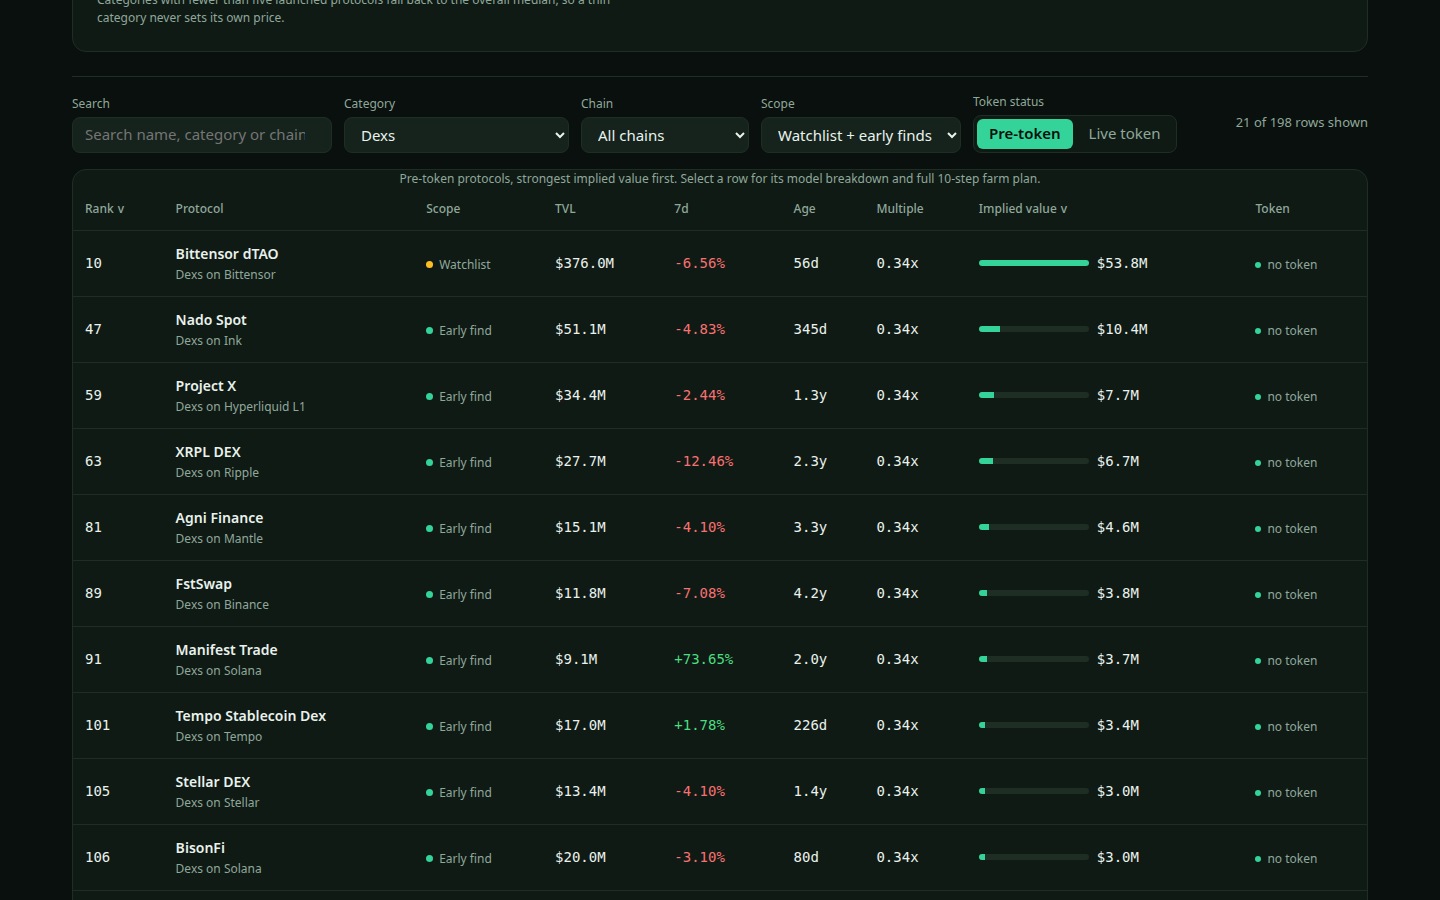 category never sets its own price.
Search
Category
Chain
Scope
Token status
Search name, category or chain
Dexs
All chains
Watchlist + early finds
Pre-token
Live token
21 of 198 rows shown
Pre-token protocols, strongest implied value first. Select a row for its model breakdown and full 10-step farm plan.
Rank v Protocol Scope TVL 7d Age Multiple Implied value v Token
10 Bittensor dTAO Watchlist $376.0M -6.56% 56d 0.34x $53.8M no token
Dexs on Bittensor
47 Nado Spot Early find $51.1M -4.83% 345d 0.34x $10.4M no token
Dexs on Ink
59 Project X Early find $34.4M -2.44% 1.3y 0.34x $7.7M no token
Dexs on Hyperliquid L1
63 XRPL DEX Early find $27.7M -12.46% 2.3y 0.34x $6.7M no token
Dexs on Ripple
81 Agni Finance Early find $15.1M -4.10% 3.3y 0.34x $4.6M no token
Dexs on Mantle
89 FstSwap Early find $11.8M -7.08% 4.2y 0.34x $3.8M no token
Dexs on Binance
91 Manifest Trade Early find $9.1M +73.65% 2.0y 0.34x $3.7M no token
Dexs on Solana
101 Tempo Stablecoin Dex Early find $17.0M +1.78% 226d 0.34x $3.4M no token
Dexs on Tempo
105 Stellar DEX Early find $13.4M -4.10% 1.4y 0.34x $3.0M no token
Dexs on Stellar
106 BisonFi Early find $20.0M -3.10% 80d 0.34x $3.0M no token
Dexs on Solana